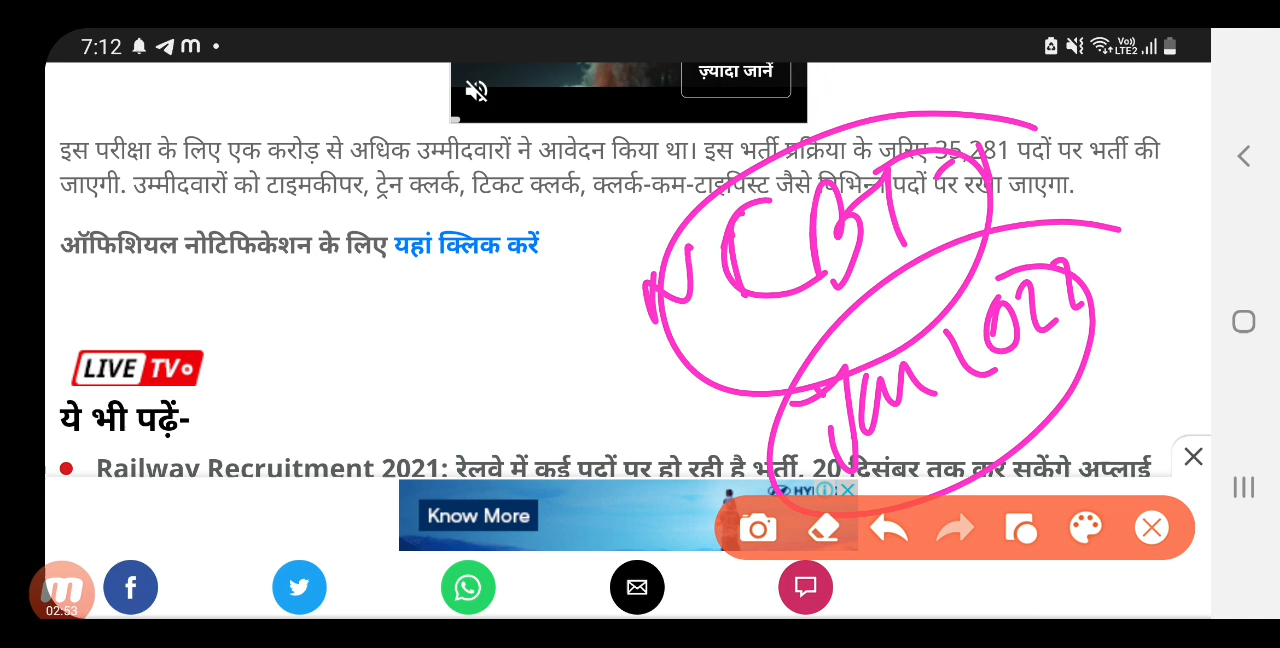 7:12
Vo)) LTE2
ज़्यादा जानें
इस परीक्षा के लिए एक करोड़ से अधिक उम्मीदवारों ने आवेदन किया था। इस भर्ती प्रक्रिया के जरिए 35,281 पदों पर भर्ती की
जाएगी. उम्मीदवारों को टाइमकीपर, ट्रेन क्लर्क, टिकट क्लर्क, क्लर्क-कम-टाइपिस्ट जैसे विभिन्न पदों पर रखा जाएगा.
ऑफिशियल नोटिफिकेशन के लिए यहां क्लिक करें
CBT
LIVE TV
ये भी पढ़ें-
Railway Recruitment 2021: रेलवे में कई पदों पर हो रही है भर्ती, 20 दिसंबर तक कर सकेंगे अप्लाई
Know More
02:53